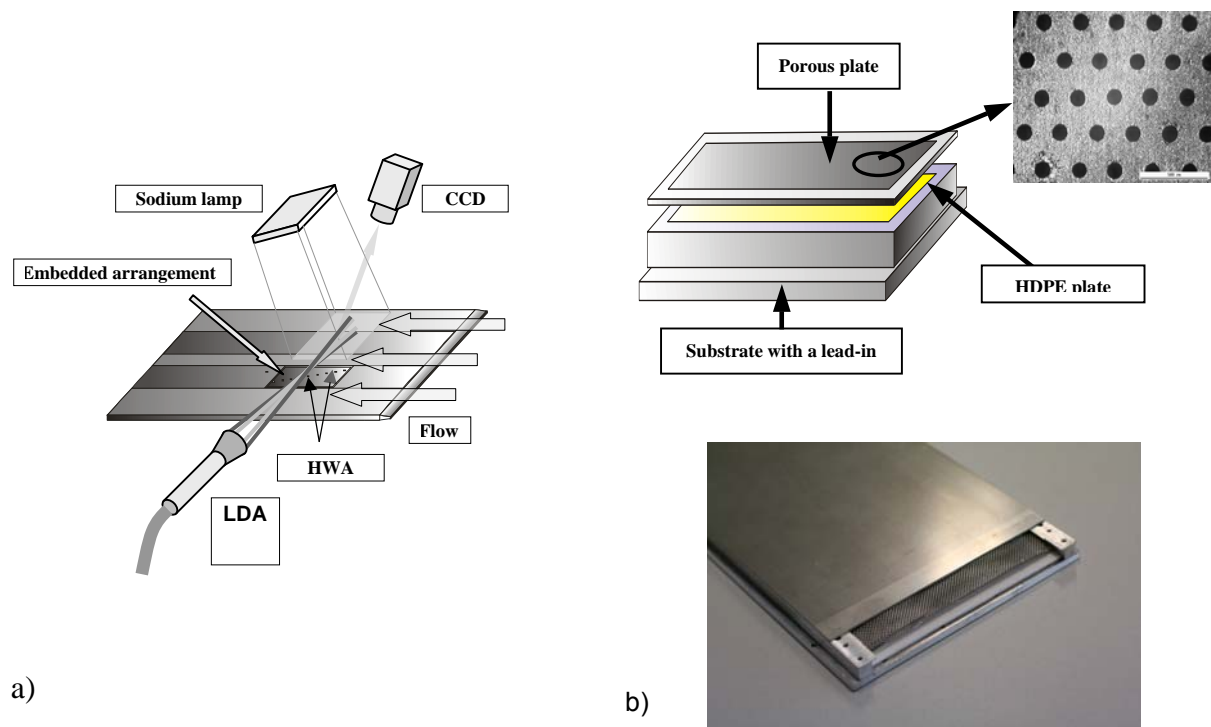 Porous plate
Sodium lamp
CCD
Embedded arrangement
HDPE plate
Substrate with a lead-in
Flow
HWA
LDA
a)
b)